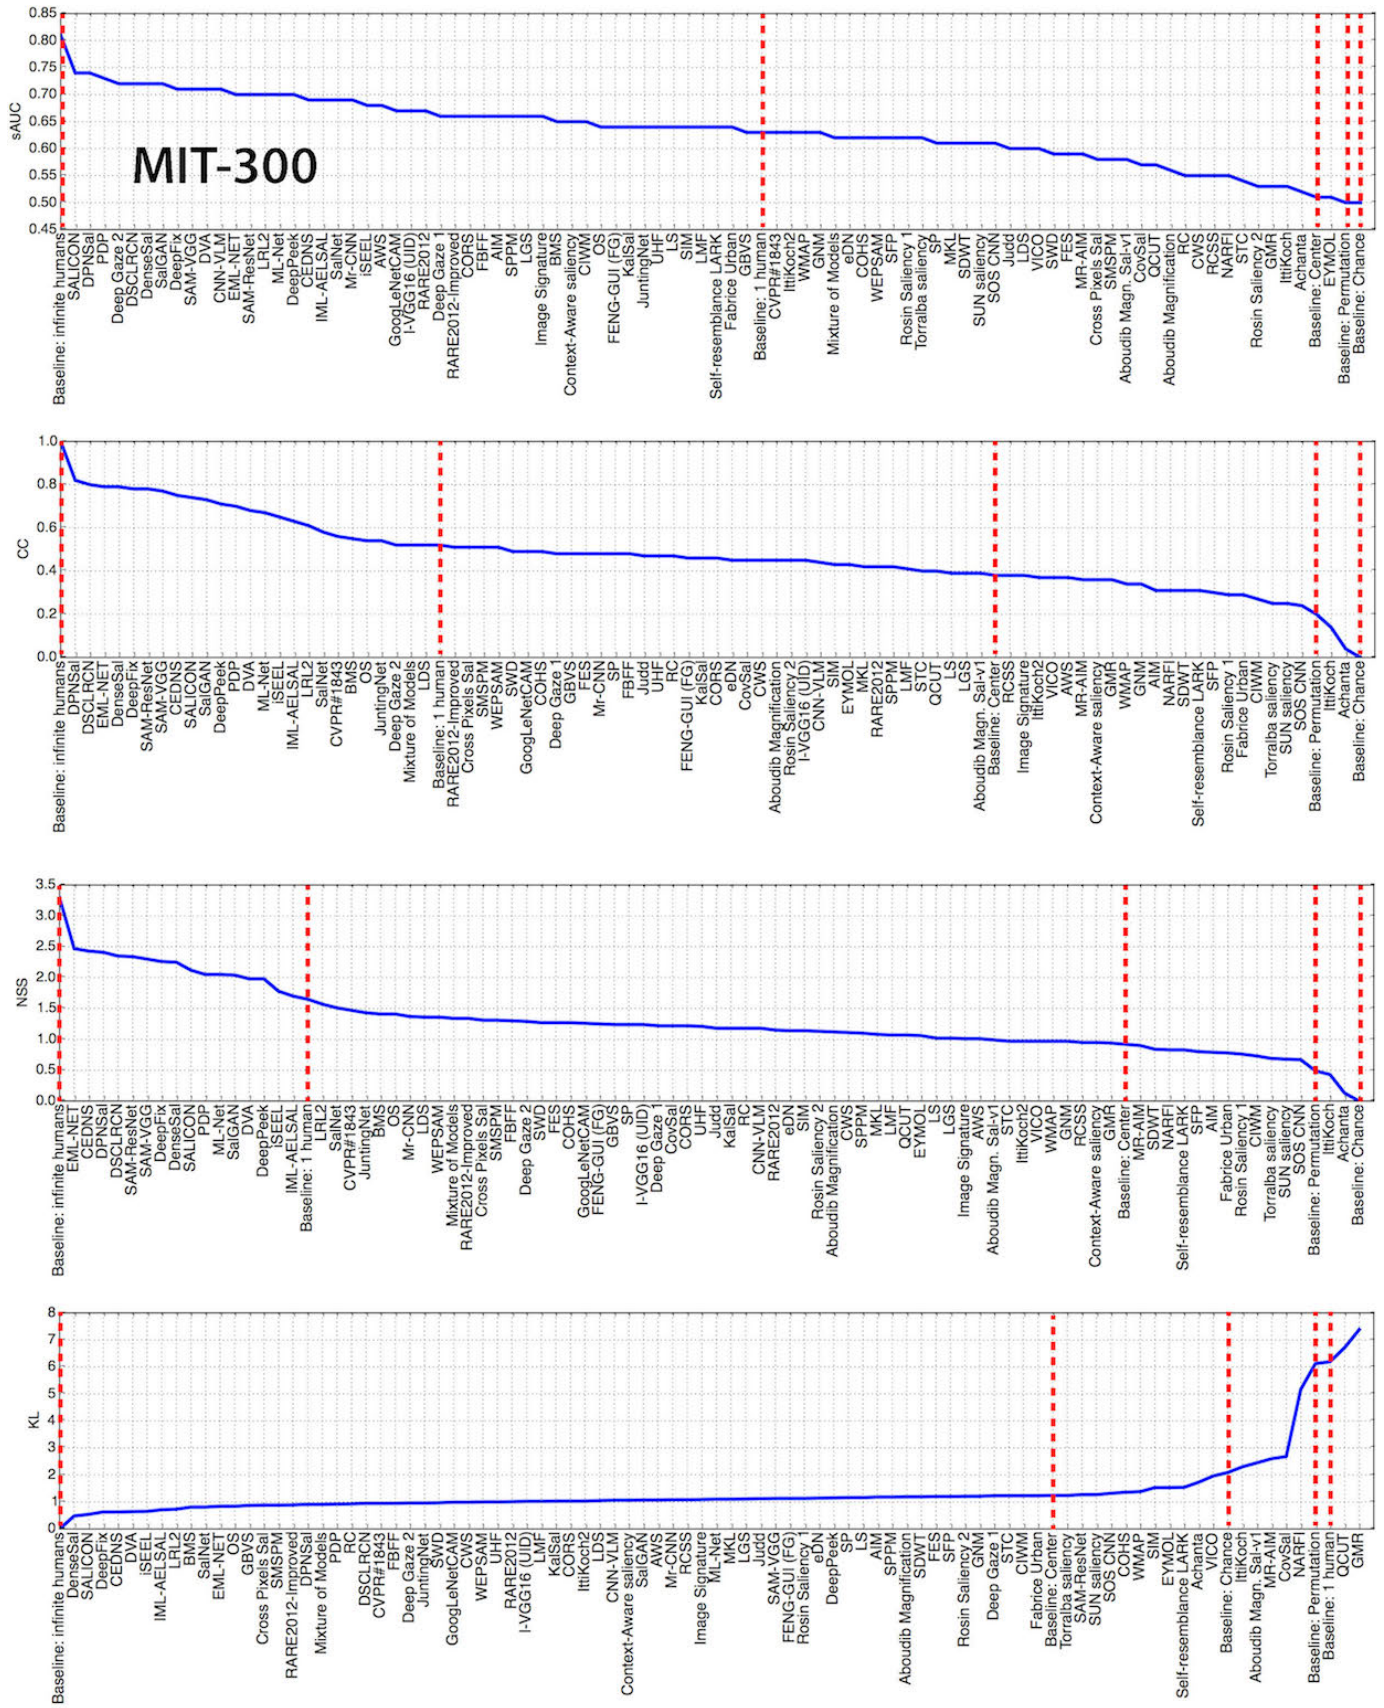 0.85
0.80
0.75
0.70
0.65
0.60
0.55
0.50
0.45
sAUC
MIT-300
Baseline: infinite humans
SALICON
DPNSal
PDP
Deep Gaze 2
DSCLRCN
DenseSal
SalGAN
DeepFix
SAM-VGG
DVA
CNN-VLM
EML-NET
SAM-ResNet
LRL2
ML-Net
DeepPeek
CEDNS
IML-AELSAL
SalNet
Mr-CNN
iSEEL
AWS
GoogLeNetCAM
I-VGG16 (UID)
RARE2012
Deep Gaze 1
RARE2012-Improved
CORS
FBFF
AIM
SPPM
LGS
Image Signature
BMS
Context-Aware saliency
CIWM
OS
FENG-GUI (FG)
KalSal
JuntingNet
UHF
LS
SIM
LMF
Self-resemblance LARK
Fabrice Urban
GBVS
Baseline: 1 human
CVPR#1843
IttiKoch2
WMAP
GNM
Mixture of Models
eDN
COHS
WEPSAM
SFP
Rosin Saliency 1
Torralba saliency
SP
MKL
SDWT
SUN saliency
SOS CNN
Judd
LDS
VICO
SWD
FES
MR-AIM
Cross Pixels Sal
SMSPM
Aboudib Magn. Sal-v1
CovSal
QCUT
Aboudib Magnification
RC
CWS
RCSS
NARFI
STC
Rosin Saliency 2
GMR
IttiKoch
Achanta
Baseline: Center
EYMOL
Baseline: Permutation
Baseline: Chance
1.0
0.8
0.6
0.4
0.2
0.0
CC
Baseline: infinite humans
DPNSal
DSCLRCN
EML-NET
DenseSal
DeepFix
SAM-ResNet
SAM-VGG
CEDNS
SALICON
SalGAN
DeepPeek
PDP
DVA
ML-Net
iSEEL
IML-AELSAL
LRL2
SalNet
CVPR#1843
BMS
OS
JuntingNet
Deep Gaze 2
Mixture of Models
LDS
Baseline: 1 human
RARE2012-Improved
Cross Pixels Sal
SMSPM
WEPSAM
SWD
GoogLeNetCAM
COHS
Deep Gaze 1
GBVS
FES
Mr-CNN
SP
FBFF
Judd
UHF
RC
FENG-GUI (FG)
KalSal
CORS
eDN
CovSal
CWS
Aboudib Magnification
Rosin Saliency 2
I-VGG16 (UID)
CNN-VLM
SIM
EYMOL
MKL
RARE2012
SPPM
LMF
STC
QCUT
LS
LGS
Aboudib Magn. Sal-v1
Baseline: Center
RCSS
Image Signature
IttiKoch2
VICO
AWS
MR-AIM
Context-Aware saliency
GMR
WMAP
GNM
AIM
NARFI
SDWT
Self-resemblance LARK
SFP
Rosin Saliency 1
Fabrice Urban
CIWM
Torralba saliency
SUN saliency
SOS CNN
Baseline: Permutation
IttiKoch
Achanta
Baseline: Chance
3.5
3.0
2.5
2.0
1.5
1.0
0.5
0.0
NSS
Baseline: infinite humans
EML-NET
CEDNS
DPNSal
DSCLRCN
SAM-ResNet
SAM-VGG
DeepFix
DenseSal
SALICON
PDP
ML-Net
SalGAN
DVA
DeepPeek
iSEEL
IML-AELSAL
Baseline: 1 human
LRL2
SalNet
CVPR#1843
JuntingNet
BMS
OS
Mr-CNN
LDS
WEPSAM
Mixture of Models
RARE2012-Improved
Cross Pixels Sal
SMSPM
FBFF
Deep Gaze 2
SWD
FES
COHS
GoogLeNetCAM
FENG-GUI (FG)
GBVS
SP
I-VGG16 (UID)
Deep Gaze 1
CovSal
CORS
UHF
Judd
KalSal
RC
CNN-VLM
RARE2012
eDN
SIM
Rosin Saliency 2
Aboudib Magnification
CWS
SPPM
MKL
LMF
QCUT
EYMOL
LS
LGS
Image Signature
AWS
Aboudib Magn. Sal-v1
STC
IttiKoch2
VICO
WMAP
GNM
RCSS
Context-Aware saliency
GMR
Baseline: Center
MR-AIM
SDWT
NARFI
Self-resemblance LARK
SFP
AIM
Fabrice Urban
Rosin Saliency 1
CIWM
Torralba saliency
SUN saliency
SOS CNN
Baseline: Permutation
IttiKoch
Achanta
Baseline: Chance
8
7
6
5
4
3
2
1
0
KL
Baseline: infinite humans
DenseSal
SALICON
DeepFix
CEDNS
DVA
iSEEL
IML-AELSAL
LRL2
BMS
SalNet
EML-NET
OS
GBVS
Cross Pixels Sal
SMSPM
RARE2012-Improved
DPNSal
Mixture of Models
PDP
RC
DSCLRCN
CVPR#1843
FBFF
Deep Gaze 2
JuntingNet
SWD
GoogLeNetCAM
CWS
WEPSAM
UHF
RARE2012
I-VGG16 (UID)
LMF
KalSal
CORS
IttiKoch2
LDS
CNN-VLM
Context-Aware saliency
SalGAN
AWS
Mr-CNN
RCSS
Image Signature
ML-Net
MKL
LGS
Judd
SAM-VGG
FENG-GUI (FG)
Rosin Saliency 1
eDN
DeepPeek
SP
LS
AIM
SPPM
Aboudib Magnification
SDWT
FES
SFP
Rosin Saliency 2
GNM
Deep Gaze 1
STC
CIWM
Fabrice Urban
Baseline: Center
Torralba saliency
SAM-ResNet
SUN saliency
SOS CNN
COHS
WMAP
SIM
EYMOL
Self-resemblance LARK
Achanta
VICO
Baseline: Chance
IttiKoch
Aboudib Magn. Sal-v1
MR-AIM
CovSal
NARFI
Baseline: Permutation
Baseline: 1 human
QCUT
GMR